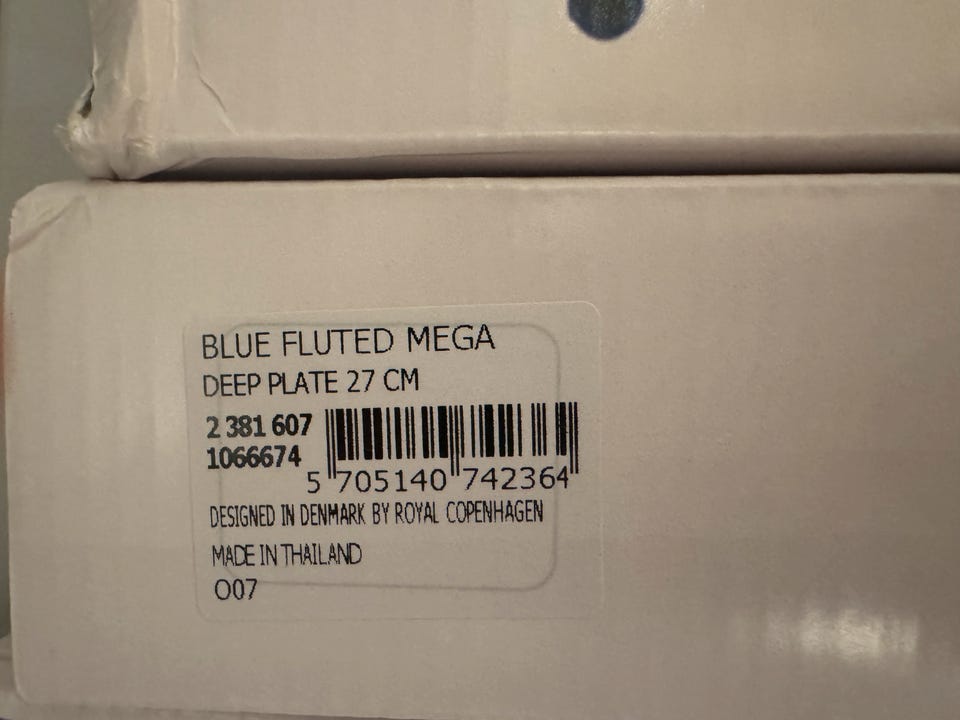 BLUE FLUTED MEGA
DEEP PLATE 27 CM
2 381 607
1066674
5 705140 742364
DESIGNED IN DENMARK BY ROYAL COPENHAGEN
MADE IN THAILAND
O07